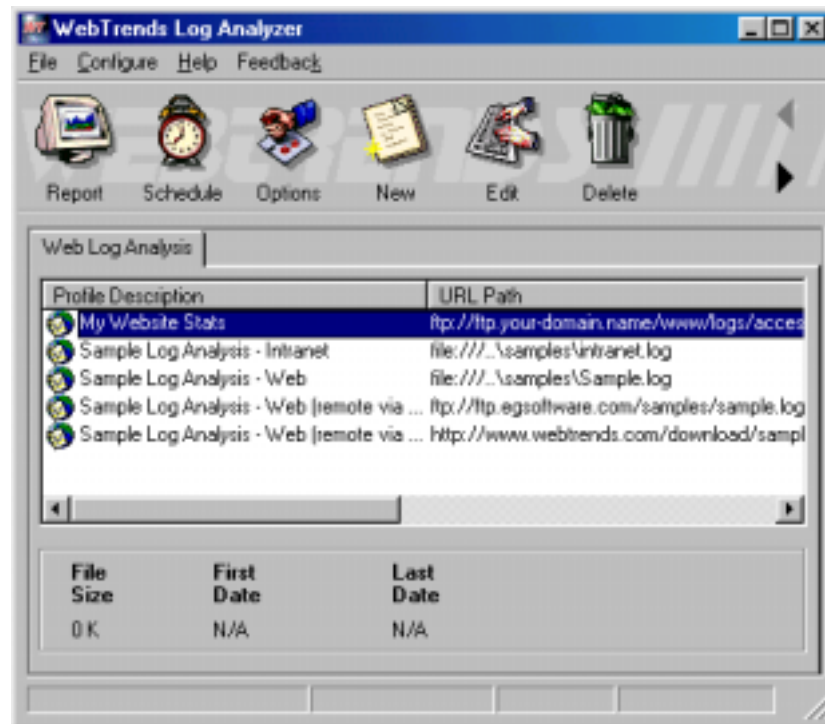 WebTrends Log Analyzer
File Configure Help Feedback
WEBTRENDS
Report Schedule Options New Edit Delete
Web Log Analysis
Profile Description URL Path
My Website Stats ftp://ftp.your-domain.name/www/logs/acces
Sample Log Analysis - Intranet file:///..\samples\intranet.log
Sample Log Analysis - Web file:///..\samples\Sample.log
Sample Log Analysis - Web (remote via ... ftp://ftp.egsoftware.com/samples/sample.log
Sample Log Analysis - Web (remote via ... http://www.webtrends.com/download/sampl
File Size First Date Last Date
0 K N/A N/A